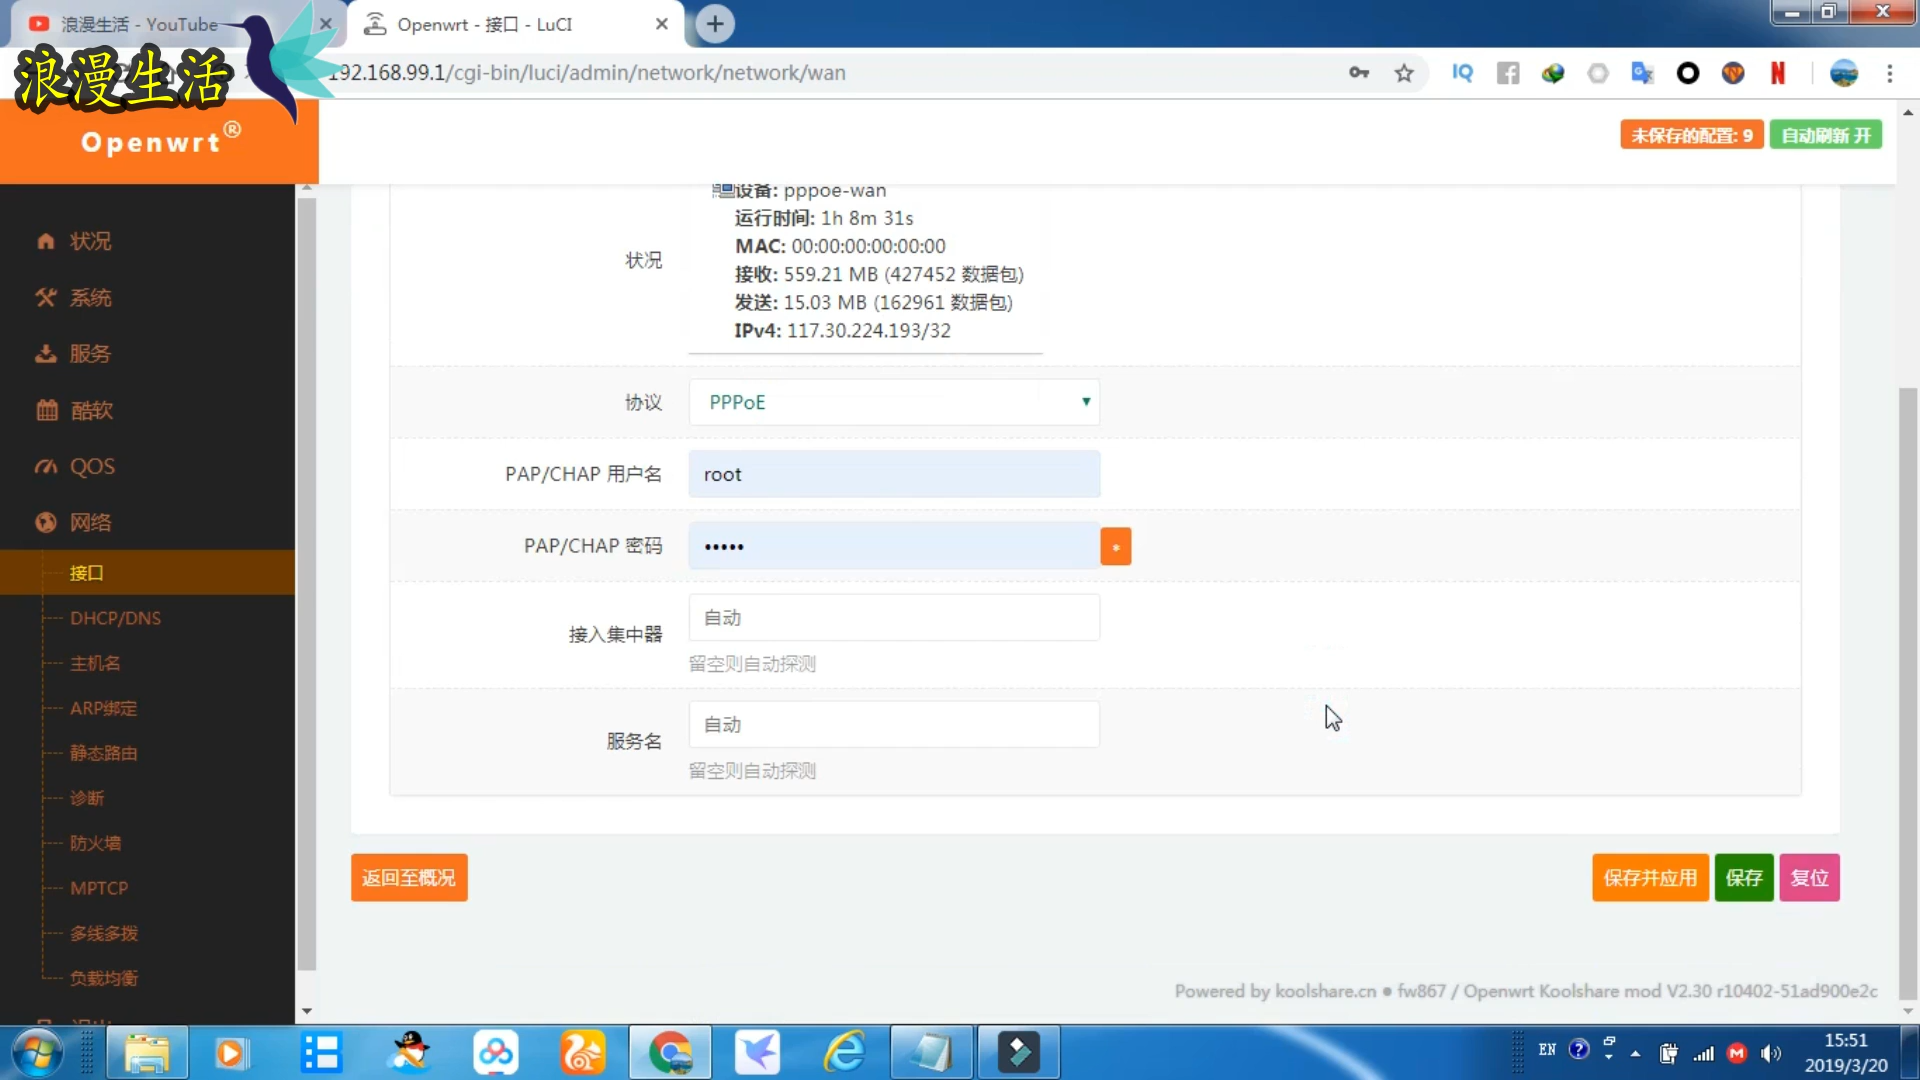 浪漫生活 - YouTube
Openwrt - 接口 - LuCI
浪漫生活
192.168.99.1/cgi-bin/luci/admin/network/network/wan
IQ
Openwrt®
未保存的配置: 9
自动刷新 开
设备: pppoe-wan
运行时间: 1h 8m 31s
MAC: 00:00:00:00:00:00
接收: 559.21 MB (427452 数据包)
发送: 15.03 MB (162961 数据包)
IPv4: 117.30.224.193/32
状况
协议
PPPoE
PAP/CHAP 用户名
root
PAP/CHAP 密码
•••••
接入集中器
自动
留空则自动探测
服务名
自动
留空则自动探测
状况
系统
服务
酷软
QOS
网络
接口
DHCP/DNS
主机名
ARP绑定
静态路由
诊断
防火墙
MPTCP
多线多拨
负载均衡
返回至概况
保存并应用
保存
复位
Powered by koolshare.cn ● fw867 / Openwrt Koolshare mod V2.30 r10402-51ad900e2c
EN
15:51
2019/3/20